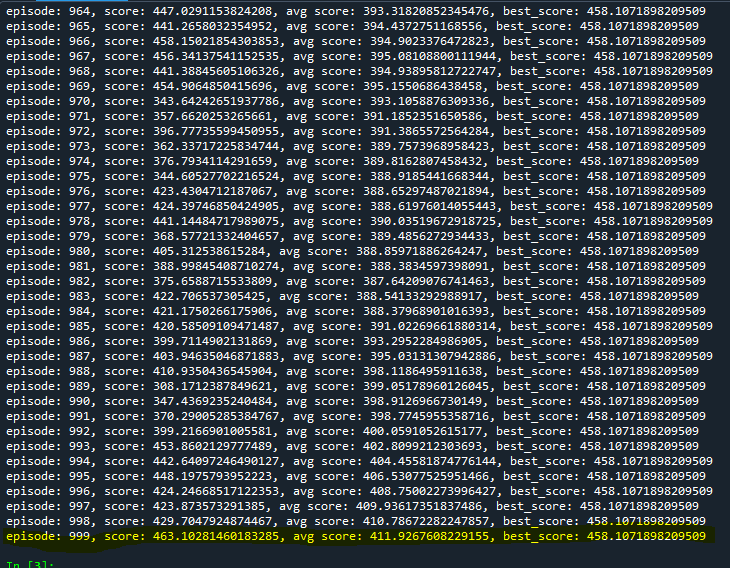 episode: 964, score: 447.0291153824208, avg score: 393.31820852345476, best_score: 458.1071898209509
episode: 965, score: 441.2658032354952, avg score: 394.4372751168556, best_score: 458.1071898209509
episode: 966, score: 458.15021854303853, avg score: 394.9023376472823, best_score: 458.1071898209509
episode: 967, score: 456.34137541152535, avg score: 395.08108800111944, best_score: 458.1071898209509
episode: 968, score: 441.38845605106326, avg score: 394.93895812722747, best_score: 458.1071898209509
episode: 969, score: 454.9064850415696, avg score: 395.1550686438458, best_score: 458.1071898209509
episode: 970, score: 343.64242651937786, avg score: 393.1058876309336, best_score: 458.1071898209509
episode: 971, score: 357.6620253265661, avg score: 391.1852351650586, best_score: 458.1071898209509
episode: 972, score: 396.77735599450955, avg score: 391.3865572564284, best_score: 458.1071898209509
episode: 973, score: 362.33717225834744, avg score: 389.7573968958423, best_score: 458.1071898209509
episode: 974, score: 376.7934114291659, avg score: 389.8162807458432, best_score: 458.1071898209509
episode: 975, score: 344.60527702216524, avg score: 388.9185441668344, best_score: 458.1071898209509
episode: 976, score: 423.4304712187067, avg score: 388.65297487021894, best_score: 458.1071898209509
episode: 977, score: 424.39746850424905, avg score: 388.61976014055443, best_score: 458.1071898209509
episode: 978, score: 441.14484717989075, avg score: 390.03519672918725, best_score: 458.1071898209509
episode: 979, score: 368.57721332404657, avg score: 389.4856272934433, best_score: 458.1071898209509
episode: 980, score: 405.312538615284, avg score: 388.85971886264247, best_score: 458.1071898209509
episode: 981, score: 388.99845408710274, avg score: 388.3834597398091, best_score: 458.1071898209509
episode: 982, score: 375.6588715533809, avg score: 387.64209076741463, best_score: 458.1071898209509
episode: 983, score: 422.706537305425, avg score: 388.54133292988917, best_score: 458.1071898209509
episode: 984, score: 421.1750266175906, avg score: 388.37968901016393, best_score: 458.1071898209509
episode: 985, score: 420.58509109471487, avg score: 391.02269661880314, best_score: 458.1071898209509
episode: 986, score: 399.7114902131869, avg score: 393.2952284986905, best_score: 458.1071898209509
episode: 987, score: 403.94635046871883, avg score: 395.03131307942886, best_score: 458.1071898209509
episode: 988, score: 410.9350436545904, avg score: 398.1186495911638, best_score: 458.1071898209509
episode: 989, score: 308.1712387849621, avg score: 399.05178960126045, best_score: 458.1071898209509
episode: 990, score: 347.4369235240484, avg score: 398.9126966730149, best_score: 458.1071898209509
episode: 991, score: 370.29005285384767, avg score: 398.7745955358716, best_score: 458.1071898209509
episode: 992, score: 399.2166901005581, avg score: 400.0591052615177, best_score: 458.1071898209509
episode: 993, score: 453.8602129777489, avg score: 402.8099212303693, best_score: 458.1071898209509
episode: 994, score: 442.64097246490127, avg score: 404.45581874776144, best_score: 458.1071898209509
episode: 995, score: 448.1975793952223, avg score: 406.53077525951466, best_score: 458.1071898209509
episode: 996, score: 424.24668517122353, avg score: 408.75002273996427, best_score: 458.1071898209509
episode: 997, score: 423.873573291385, avg score: 409.93617351837486, best_score: 458.1071898209509
episode: 998, score: 429.7047924874467, avg score: 410.78672282247857, best_score: 458.1071898209509
episode: 999, score: 463.10281460183285, avg score: 411.9267608229155, best_score: 458.1071898209509
In [3]: